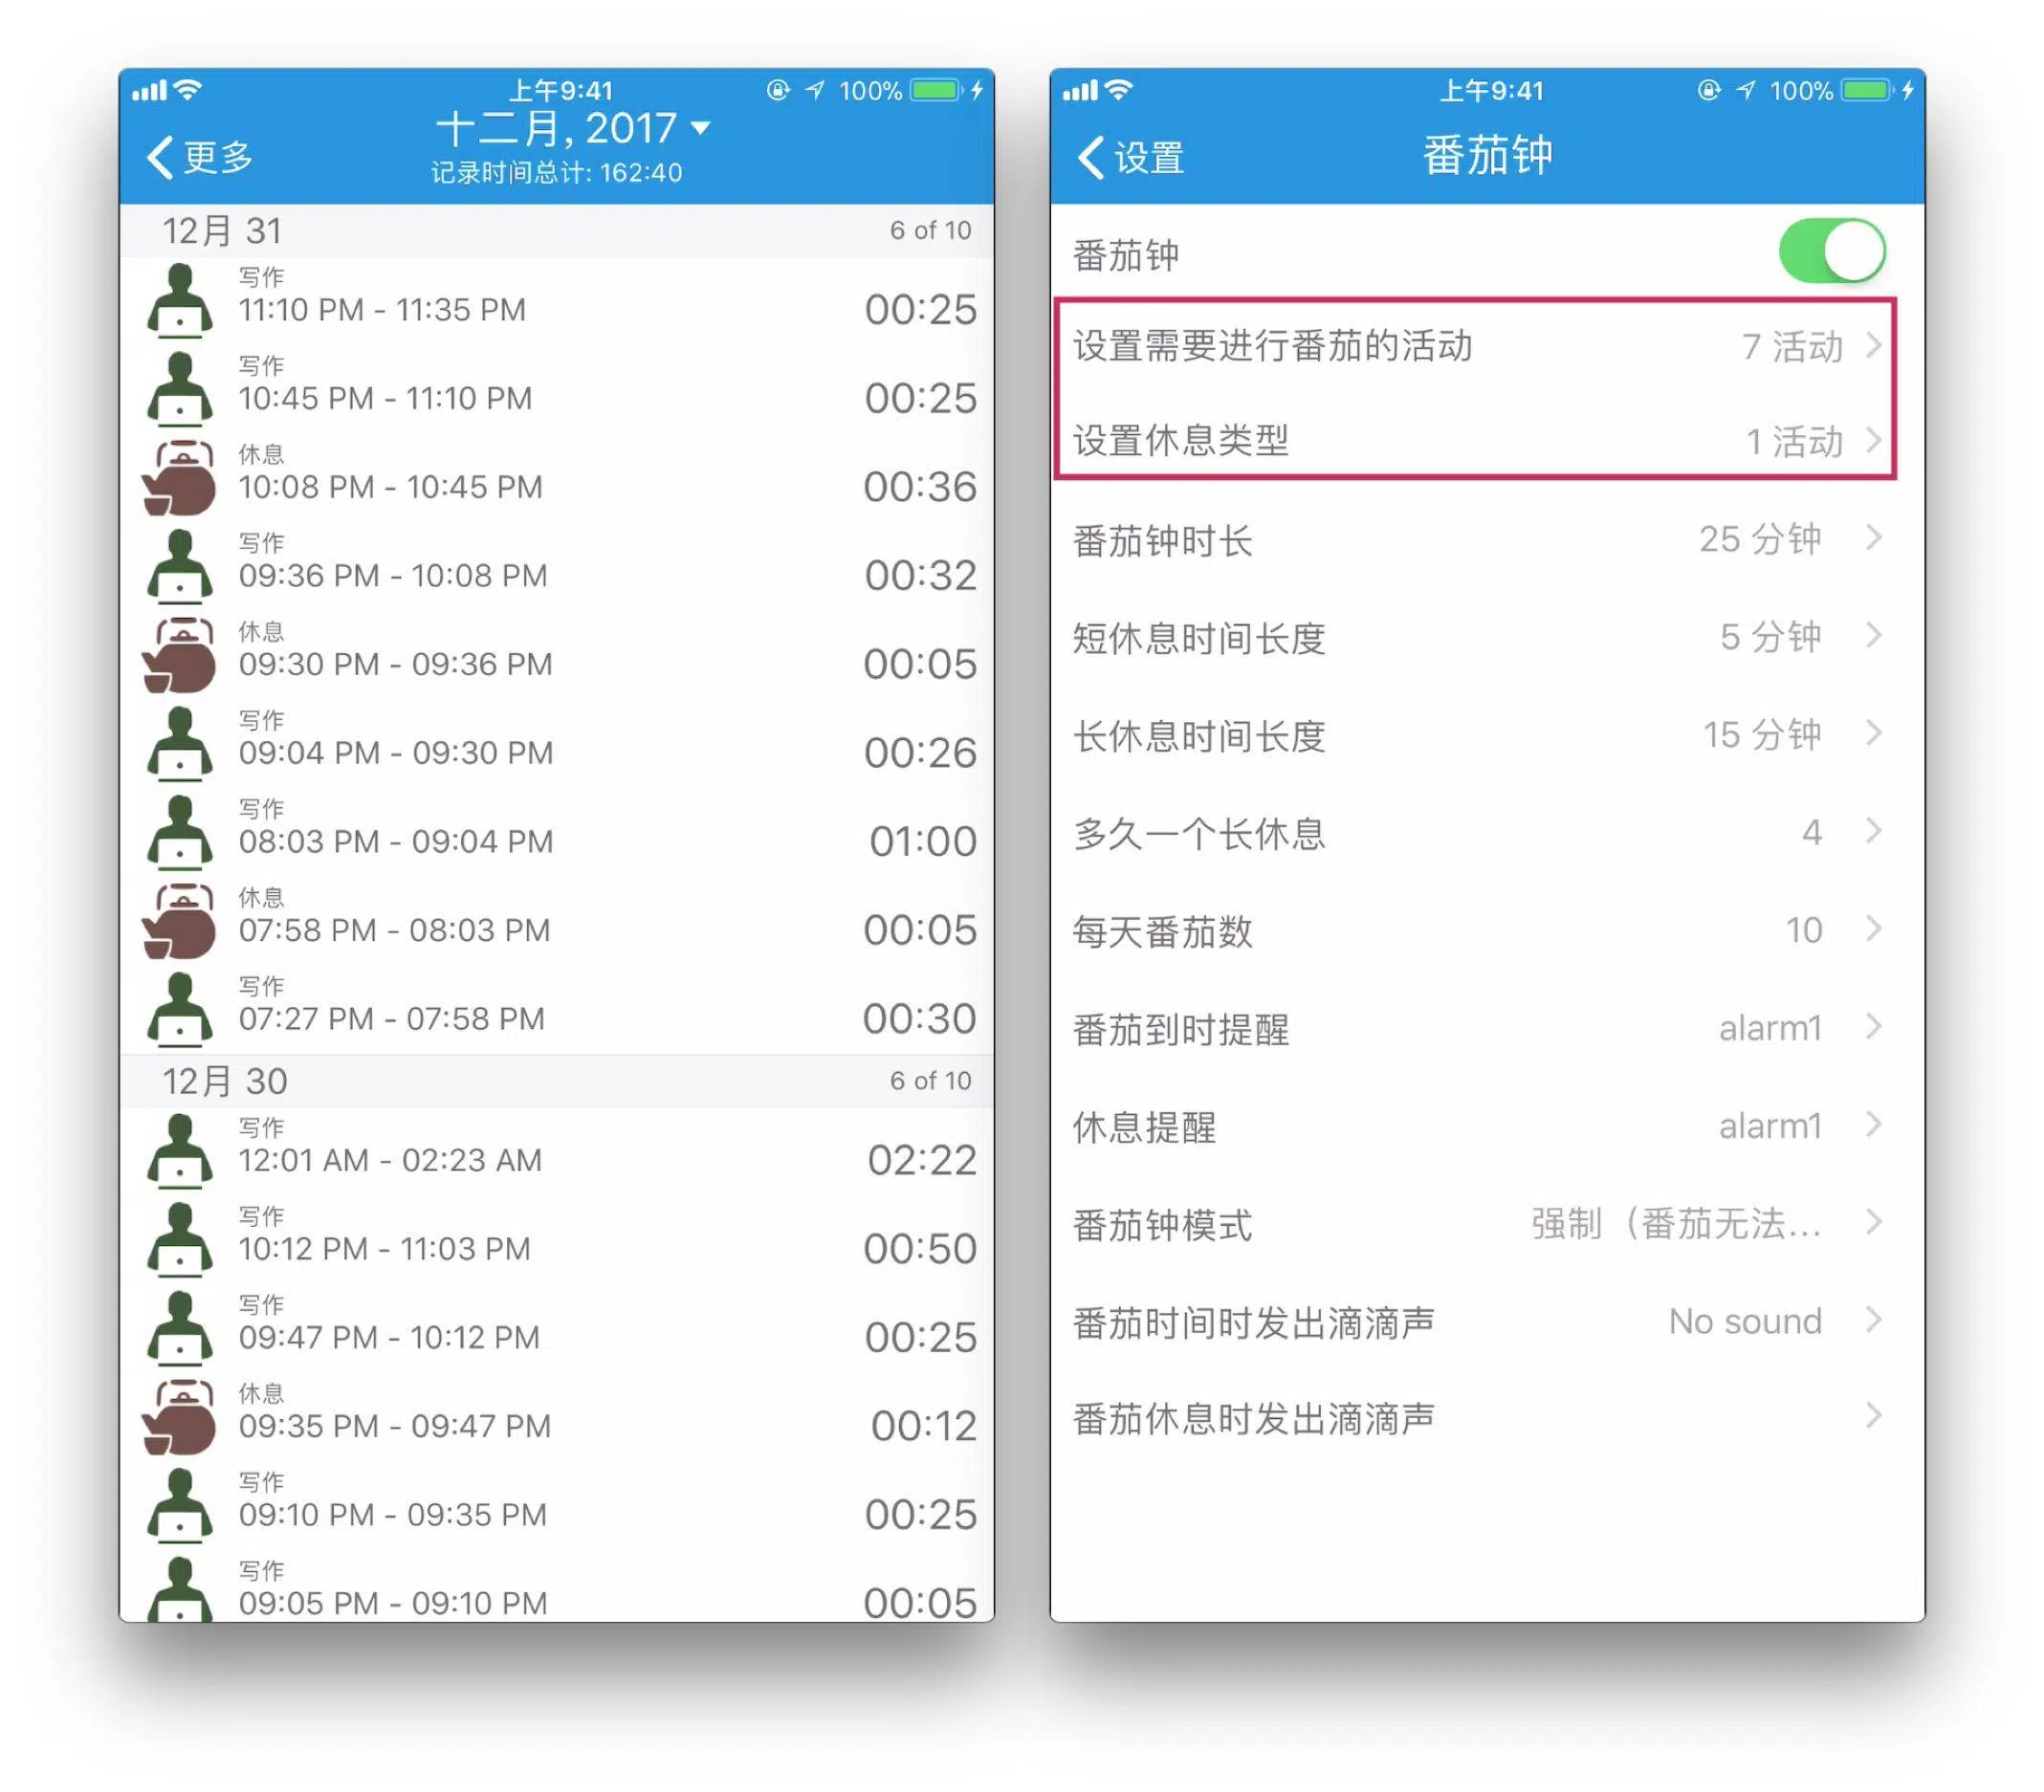 上午9:41
100%
更多
十二月, 2017
记录时间总计: 162:40
12月 31
6 of 10
写作
11:10 PM - 11:35 PM
00:25
写作
10:45 PM - 11:10 PM
00:25
休息
10:08 PM - 10:45 PM
00:36
写作
09:36 PM - 10:08 PM
00:32
休息
09:30 PM - 09:36 PM
00:05
写作
09:04 PM - 09:30 PM
00:26
写作
08:03 PM - 09:04 PM
01:00
休息
07:58 PM - 08:03 PM
00:05
写作
07:27 PM - 07:58 PM
00:30
12月 30
6 of 10
写作
12:01 AM - 02:23 AM
02:22
写作
10:12 PM - 11:03 PM
00:50
写作
09:47 PM - 10:12 PM
00:25
休息
09:35 PM - 09:47 PM
00:12
写作
09:10 PM - 09:35 PM
00:25
写作
09:05 PM - 09:10 PM
00:05
上午9:41
100%
设置
番茄钟
番茄钟
设置需要进行番茄的活动
7 活动
设置休息类型
1 活动
番茄钟时长
25 分钟
短休息时间长度
5 分钟
长休息时间长度
15 分钟
多久一个长休息
4
每天番茄数
10
番茄到时提醒
alarm1
休息提醒
alarm1
番茄钟模式
强制（番茄无法...
番茄时间时发出滴滴声
No sound
番茄休息时发出滴滴声